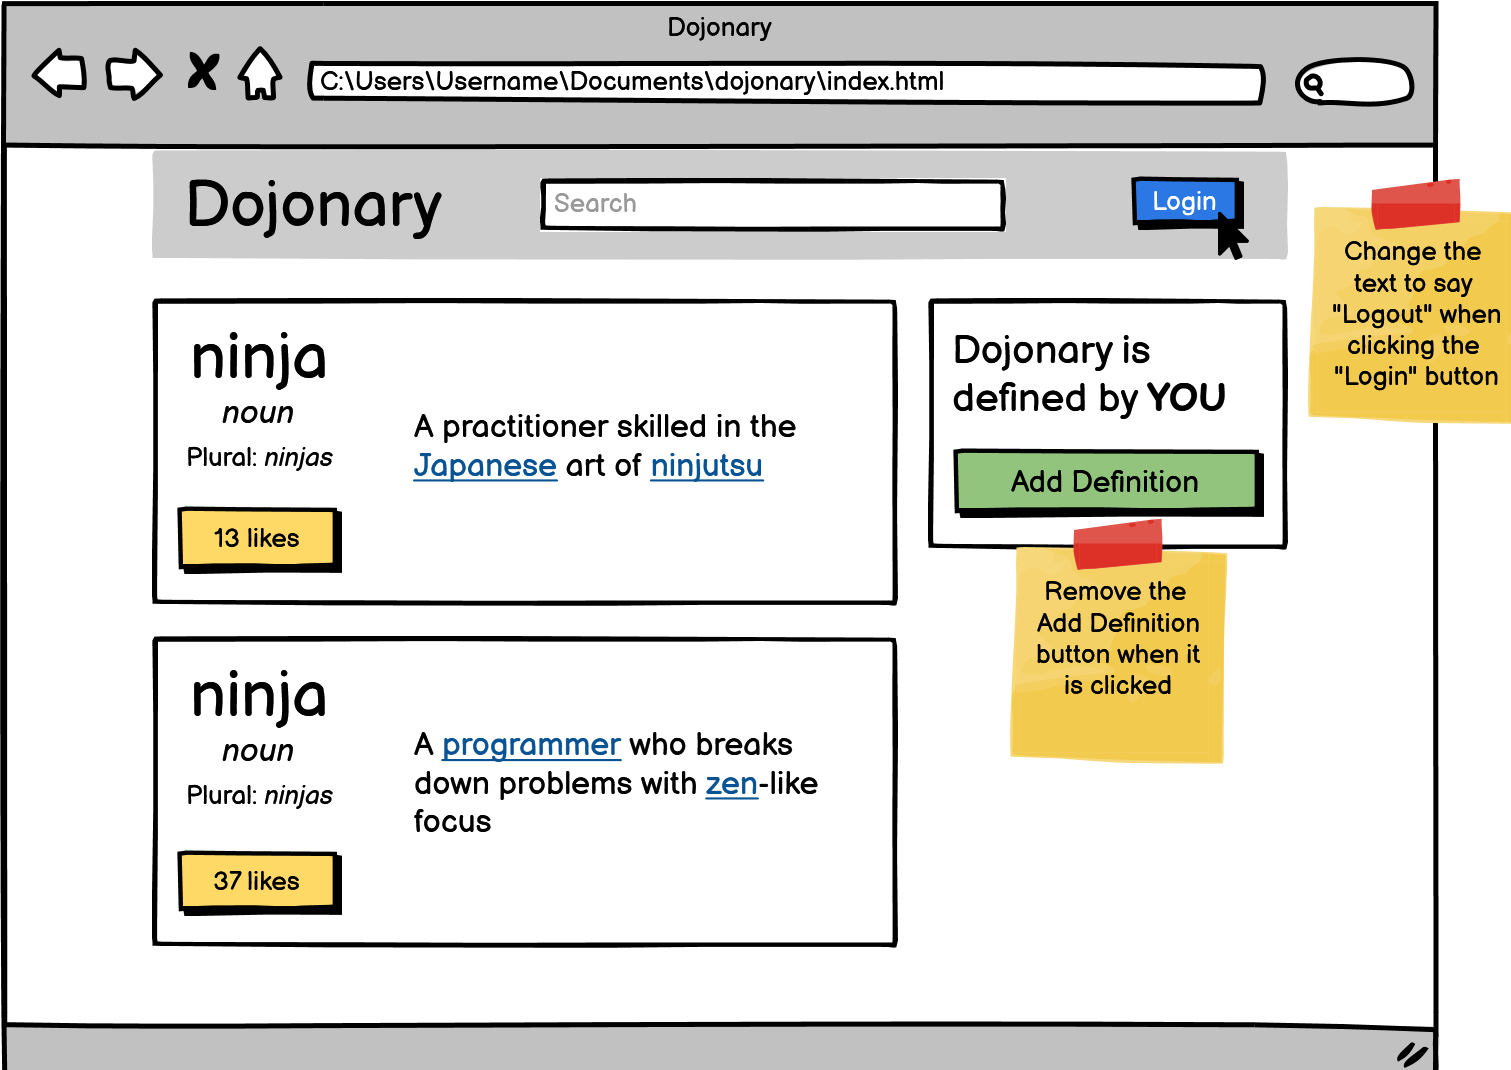 Dojonary
C:\Users\Username\Documents\dojonary\index.html
Dojonary
Search
Login
Change the
text to say
"Logout" when
clicking the
"Login" button
ninja
noun
Plural: ninjas
13 likes
A practitioner skilled in the
Japanese art of ninjutsu
Dojonary is
defined by YOU
Add Definition
Remove the
Add Definition
button when it
is clicked
ninja
noun
Plural: ninjas
37 likes
A programmer who breaks
down problems with zen-like
focus